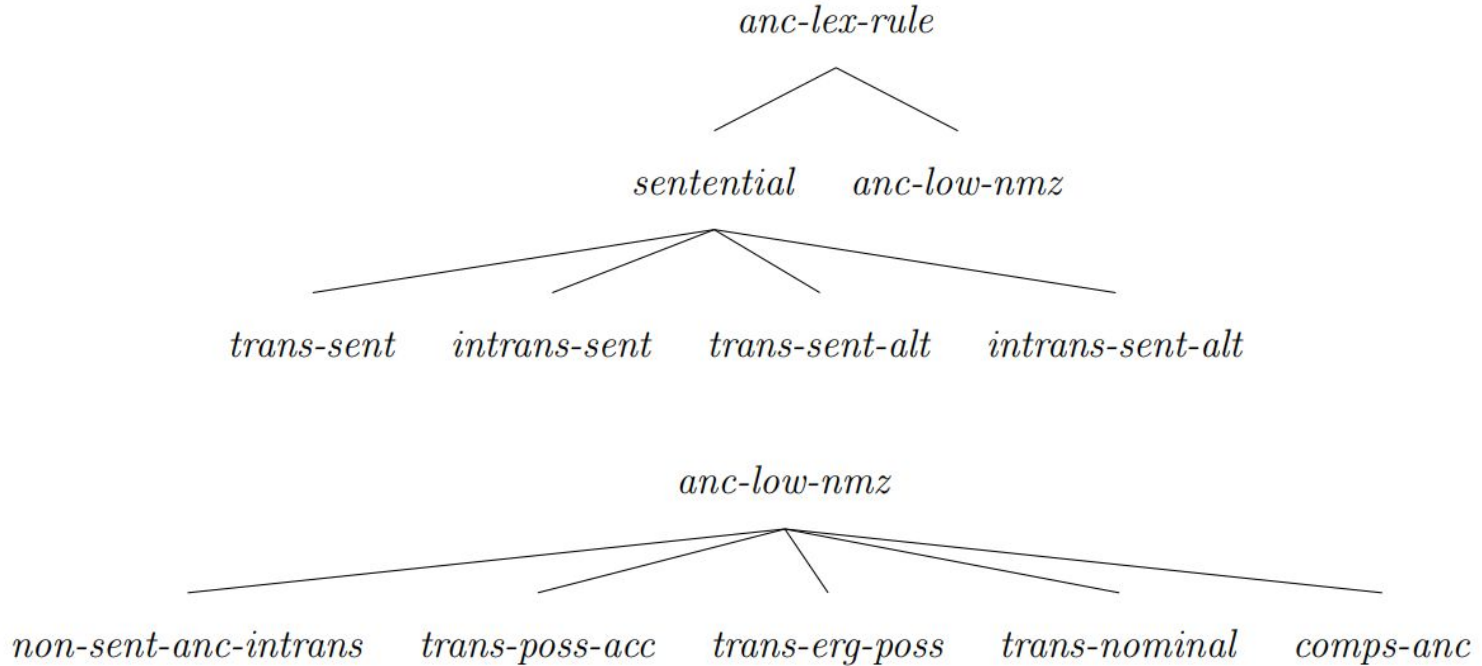 anc-lex-rule
sentential anc-low-nmz
trans-sent intrans-sent trans-sent-alt intrans-sent-alt
anc-low-nmz
non-sent-anc-intrans trans-poss-acc trans-erg-poss trans-nominal comps-anc